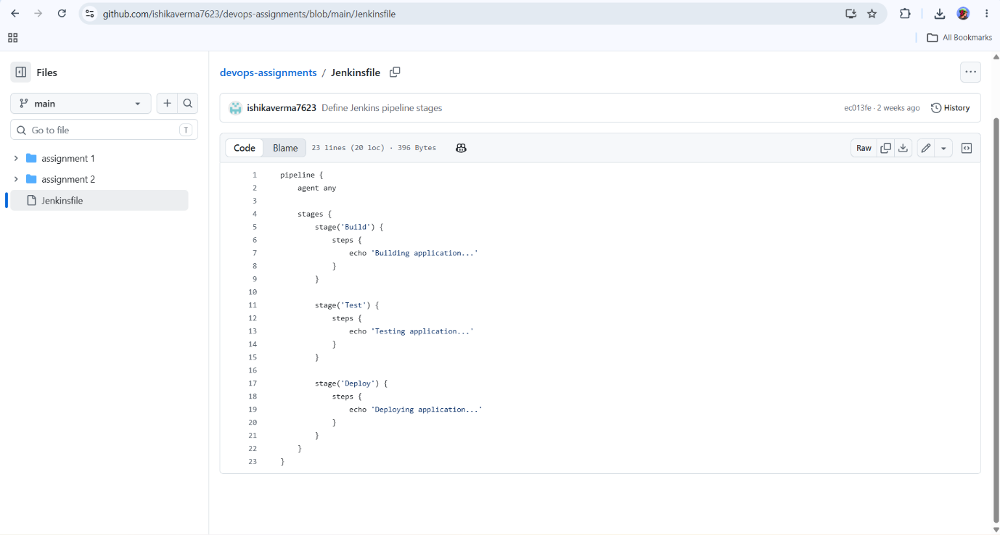 github.com/ishikaverma7623/devops-assignments/blob/main/Jenkinsfile
All Bookmarks
Files
devops-assignments / Jenkinsfile
main
ishikaverma7623 Define Jenkins pipeline stages ec013fe · 2 weeks ago History
Go to file T
assignment 1
assignment 2
Jenkinsfile
Code Blame 23 lines (20 loc) · 396 Bytes Raw
1 pipeline {
2     agent any
3
4     stages {
5         stage('Build') {
6             steps {
7                 echo 'Building application...'
8             }
9         }
10
11         stage('Test') {
12             steps {
13                 echo 'Testing application...'
14             }
15         }
16
17         stage('Deploy') {
18             steps {
19                 echo 'Deploying application...'
20             }
21         }
22     }
23 }